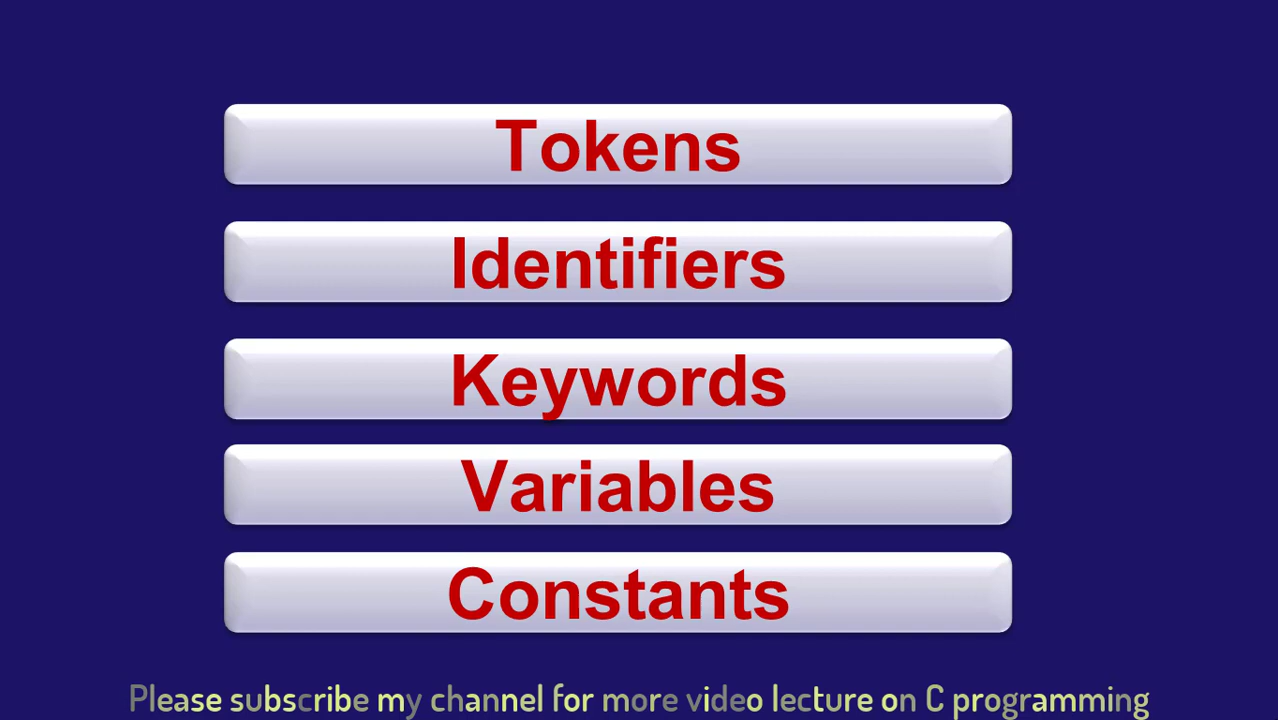 Tokens
Identifiers
Keywords
Variables
Constants
Please subscribe my channel for more video lecture on C programming